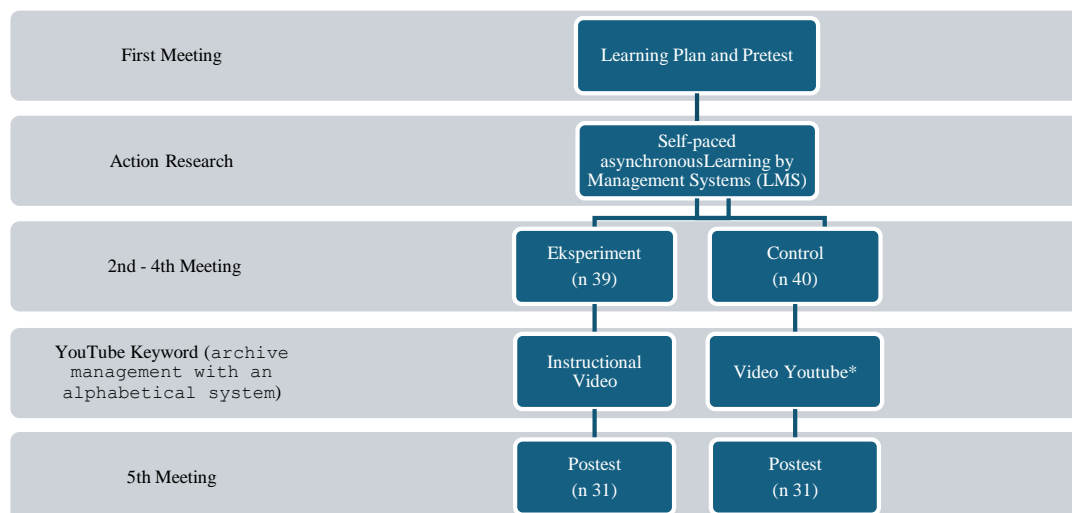 First Meeting
Learning Plan and Pretest
Action Research
Self-paced
asynchronousLearning by
Management Systems (LMS)
2nd - 4th Meeting
Eksperiment
(n 39)
Control
(n 40)
YouTube Keyword (archive
management with an
alphabetical system)
Instructional
Video
Video Youtube*
5th Meeting
Postest
(n 31)
Postest
(n 31)